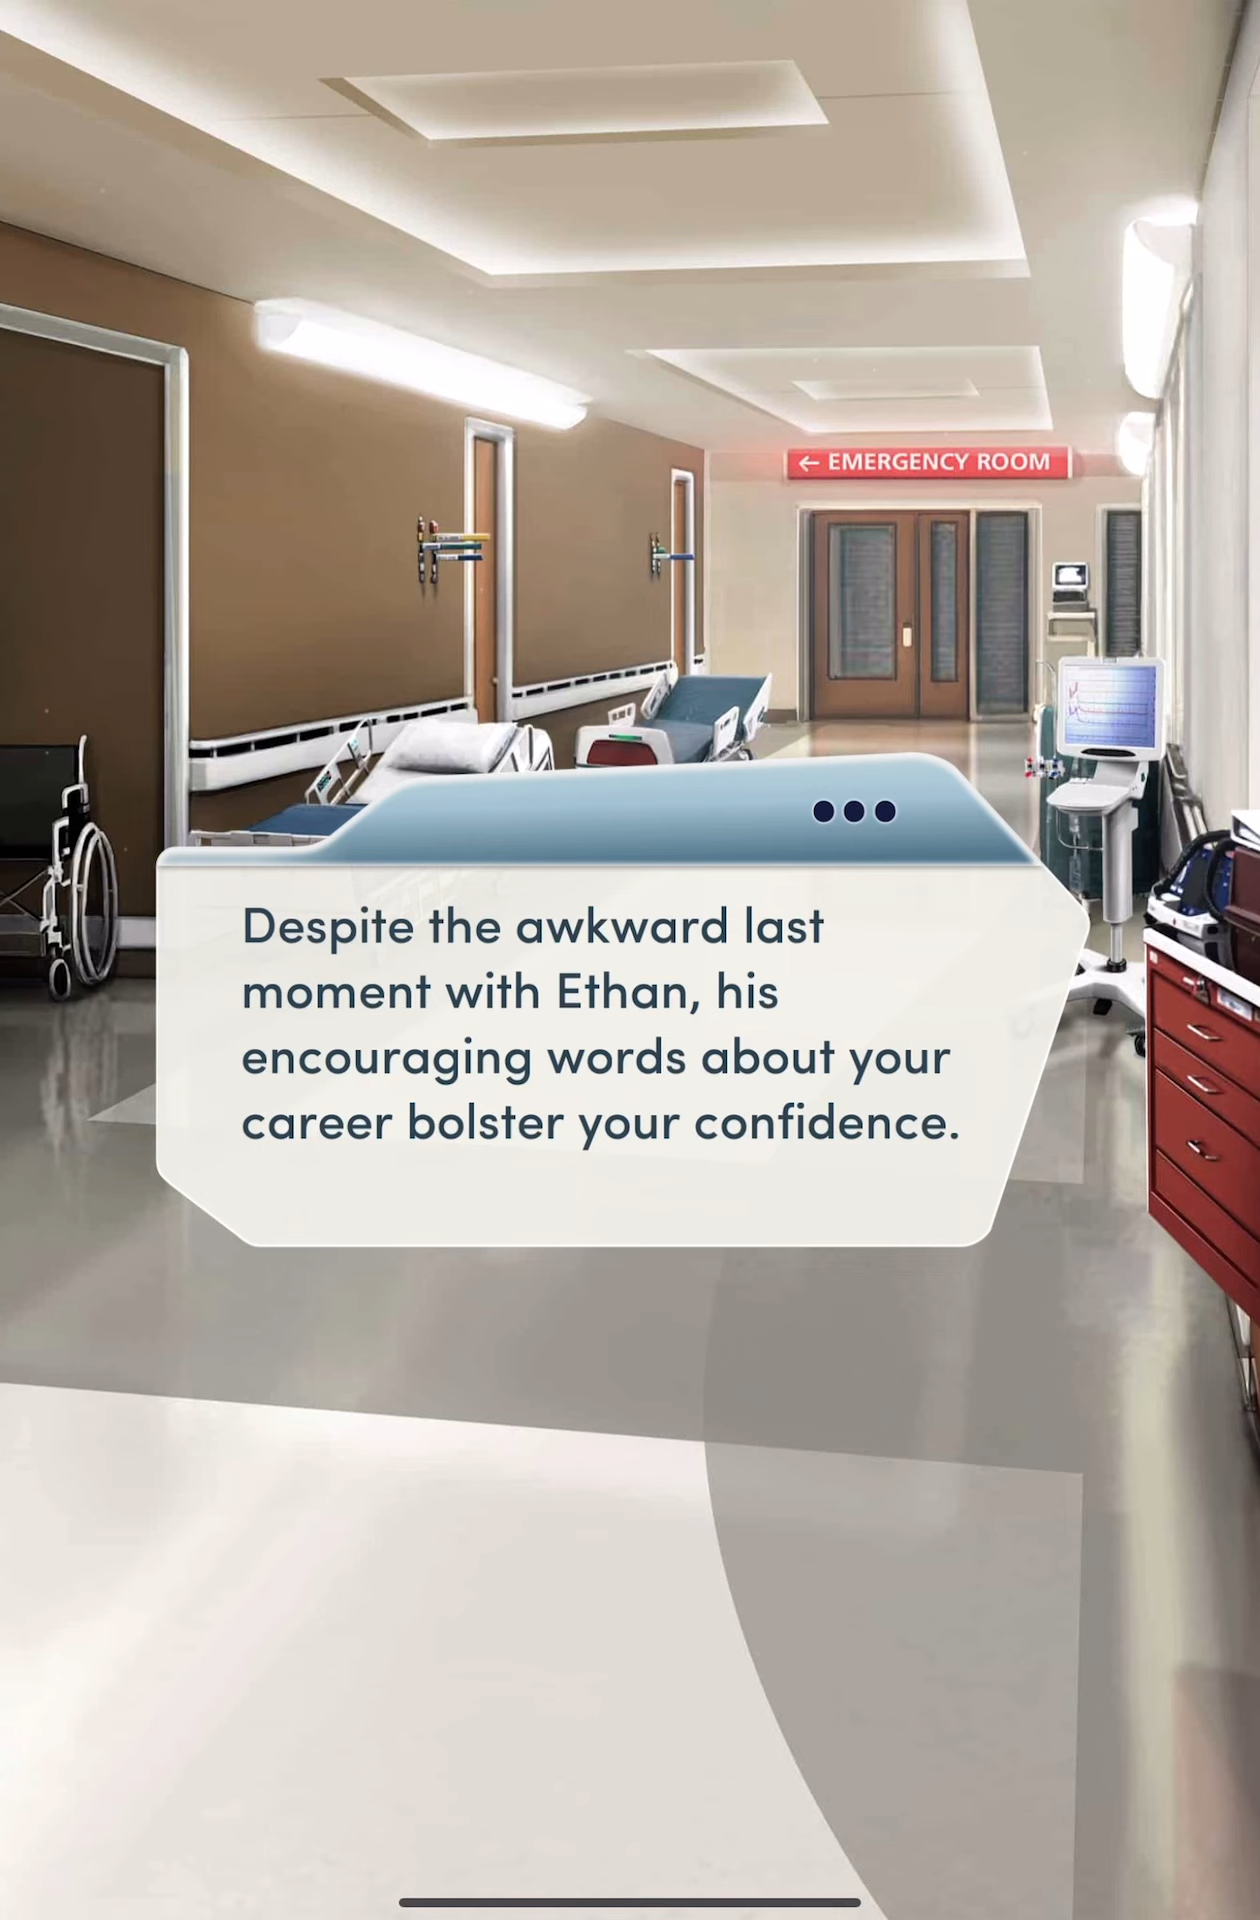 ← EMERGENCY ROOM
Despite the awkward last
moment with Ethan, his
encouraging words about your
career bolster your confidence.